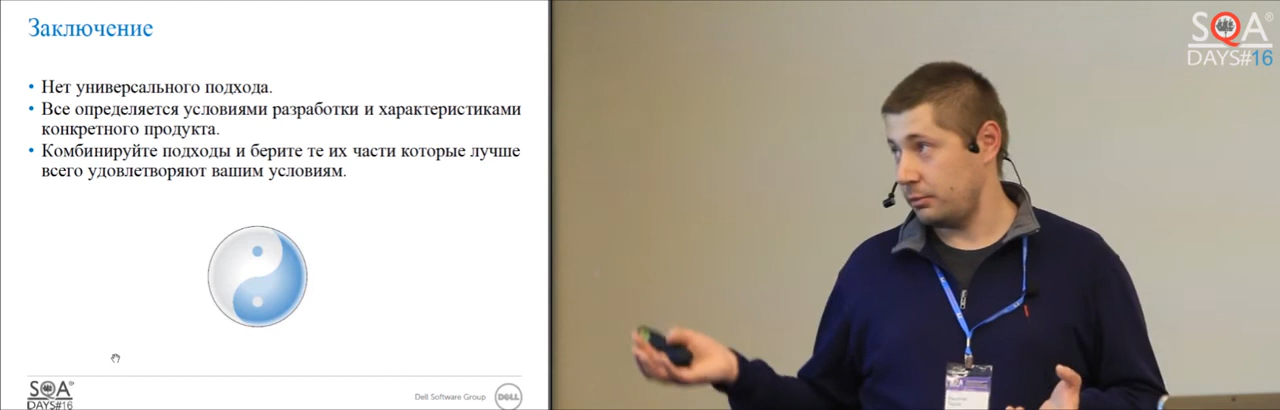 Заключение
• Нет универсального подхода.
• Все определяется условиями разработки и характеристиками
конкретного продукта.
• Комбинируйте подходы и берите те их части которые лучше
всего удовлетворяют вашим условиям.
SQA®
DAYS#16
Dell Software Group
DELL
SQA®
DAYS#16